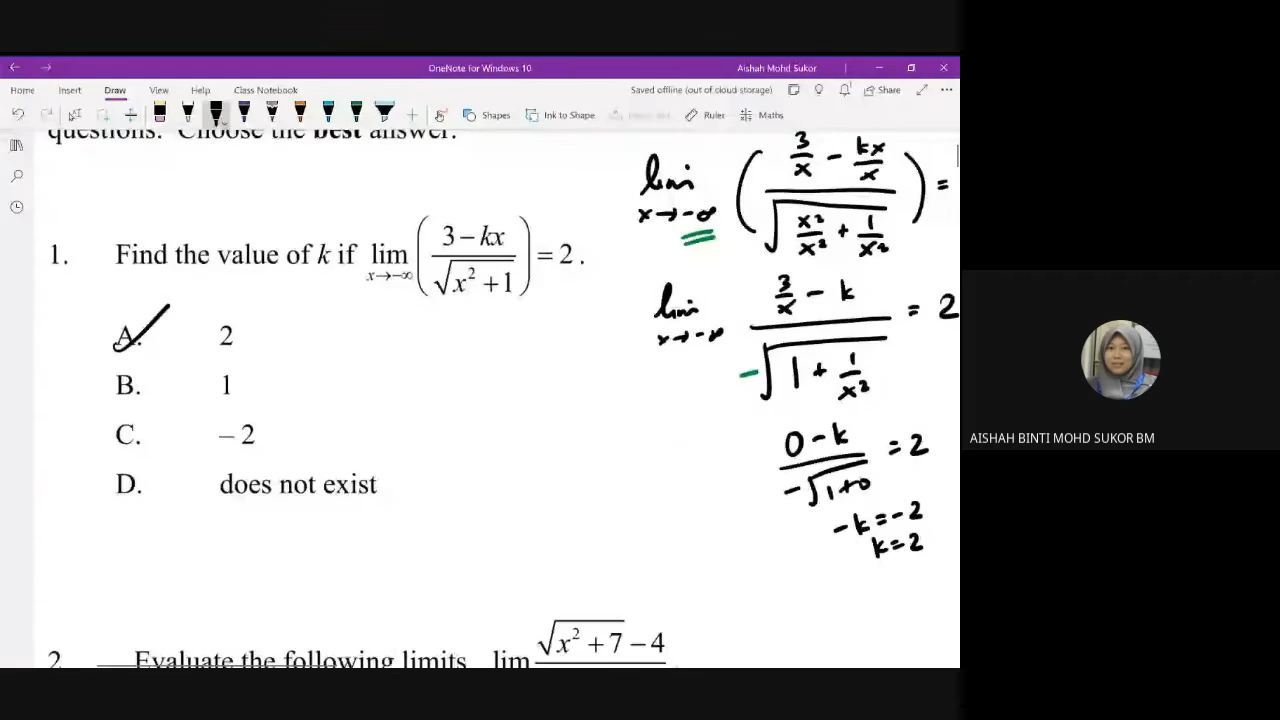 OneNote for Windows 10
Aishah Mohd Sukor
Home Insert Draw View Help Class Notebook
Saved offline (out of cloud storage) Share
Shapes Ink to Shape Ruler Maths
questions. Choose the best answer.
1. Find the value of k if lim x→-∞ ( (3 − kx) / √(x² + 1) ) = 2.
A. 2
B. 1
C. – 2
D. does not exist
2. Evaluate the following limits lim √(x² + 7) − 4
lim x→-∞ ( (3/x − kx/x) / √(x²/x² + 1/x²) ) =
lim x→-∞ (3/x − k) / −√(1 + 1/x²) = 2
(0 − k) / −√(1+0) = 2
-k = -2
k = 2
AISHAH BINTI MOHD SUKOR BM